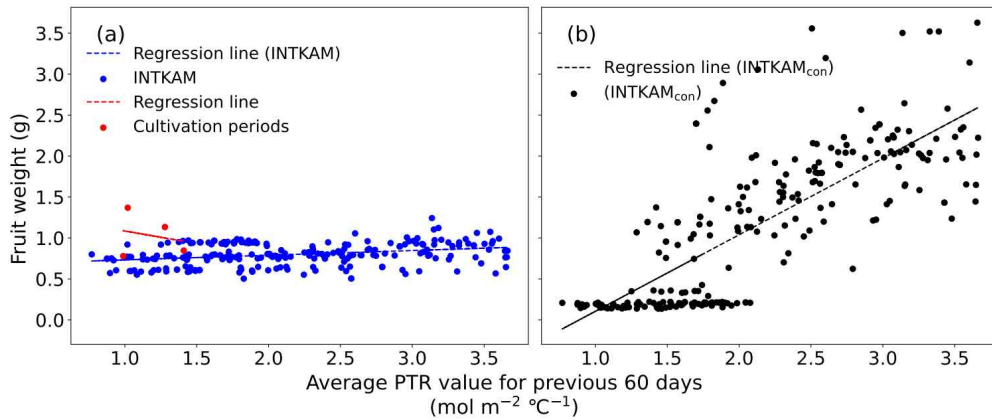 (a)
Regression line (INTKAM)
INTKAM
Regression line
Cultivation periods
(b)
Regression line (INTKAM_con)
(INTKAM_con)
Fruit weight (g)
3.5
3.0
2.5
2.0
1.5
1.0
0.5
0.0
1.0 1.5 2.0 2.5 3.0 3.5
1.0 1.5 2.0 2.5 3.0 3.5
Average PTR value for previous 60 days
(mol m⁻² °C⁻¹)